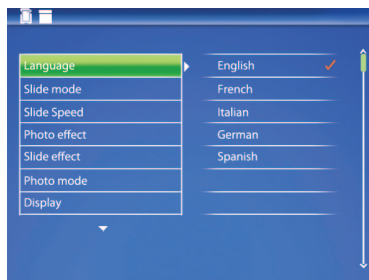 Language
Slide mode
Slide Speed
Photo effect
Slide effect
Photo mode
Display
English
French
Italian
German
Spanish